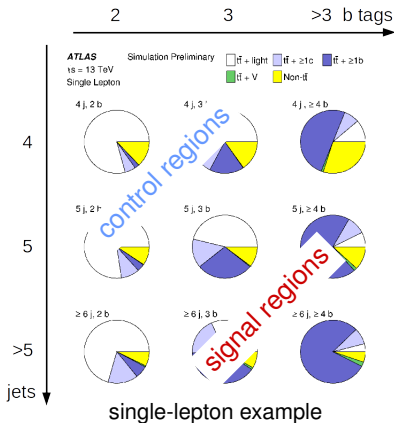 2 3 >3 b tags
ATLAS Simulation Preliminary
√s = 13 TeV
Single Lepton
tt̄ + light tt̄ + ≥1c tt̄ + ≥1b
tt̄ + V Non-tt̄
4 j, 2 b 4 j, 3 4 j, ≥ 4 b
4
control regions
5 j, 2 b 5 j, 3 b 5 j, ≥ 4 b
5
signal regions
≥ 6 j, 2 b ≥ 6 j, 3 b ≥ 6 j, ≥ 4 b
>5
jets
single-lepton example